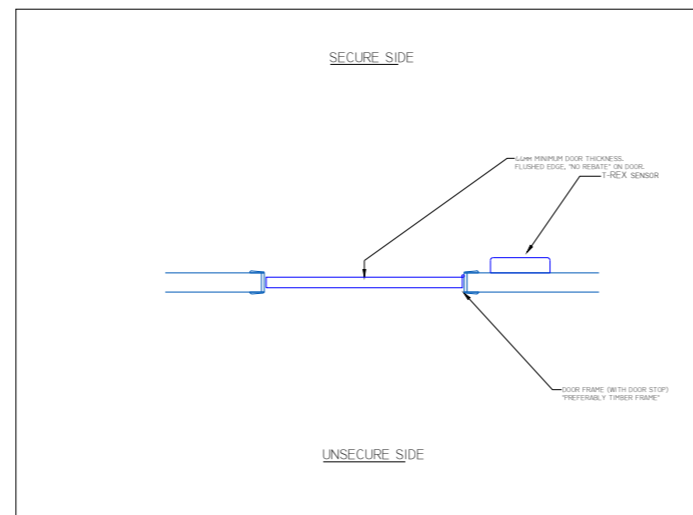 SECURE SIDE
MINIMUM DOOR THICKNESS.
FLUSHED EDGE, "NO REBATE" ON DOOR.
T-REX SENSOR
DOOR FRAME (WITH DOOR STOP)
"PREFERABLY TIMBER FRAME"
UNSECURE SIDE